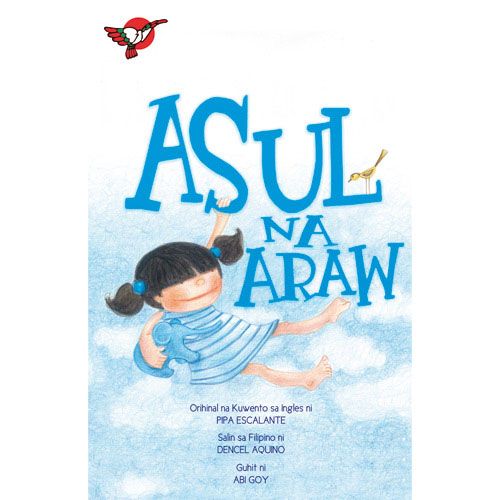 ASUL
NA
ARAW
Orihinal na Kuwento sa Ingles ni
PIPA ESCALANTE
Salin sa Filipino ni
DENCEL AQUINO
Guhit ni
ABI GOY